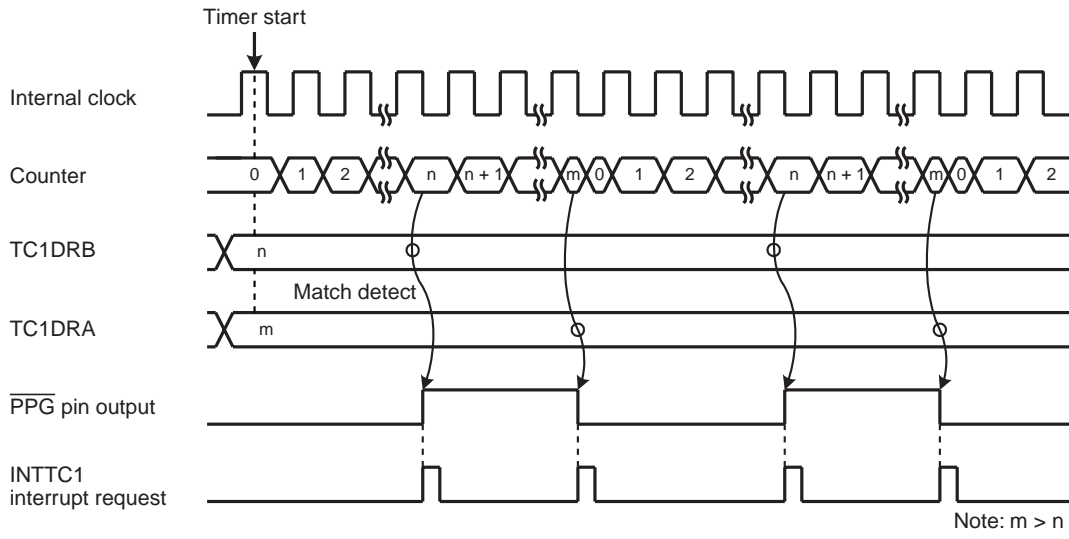 Timer start
Internal clock
Counter
0 1 2 n n + 1 m 0 1 2 n n + 1 m 0 1 2
TC1DRB
n
Match detect
TC1DRA
m
PPG pin output
INTTC1
interrupt request
Note: m > n